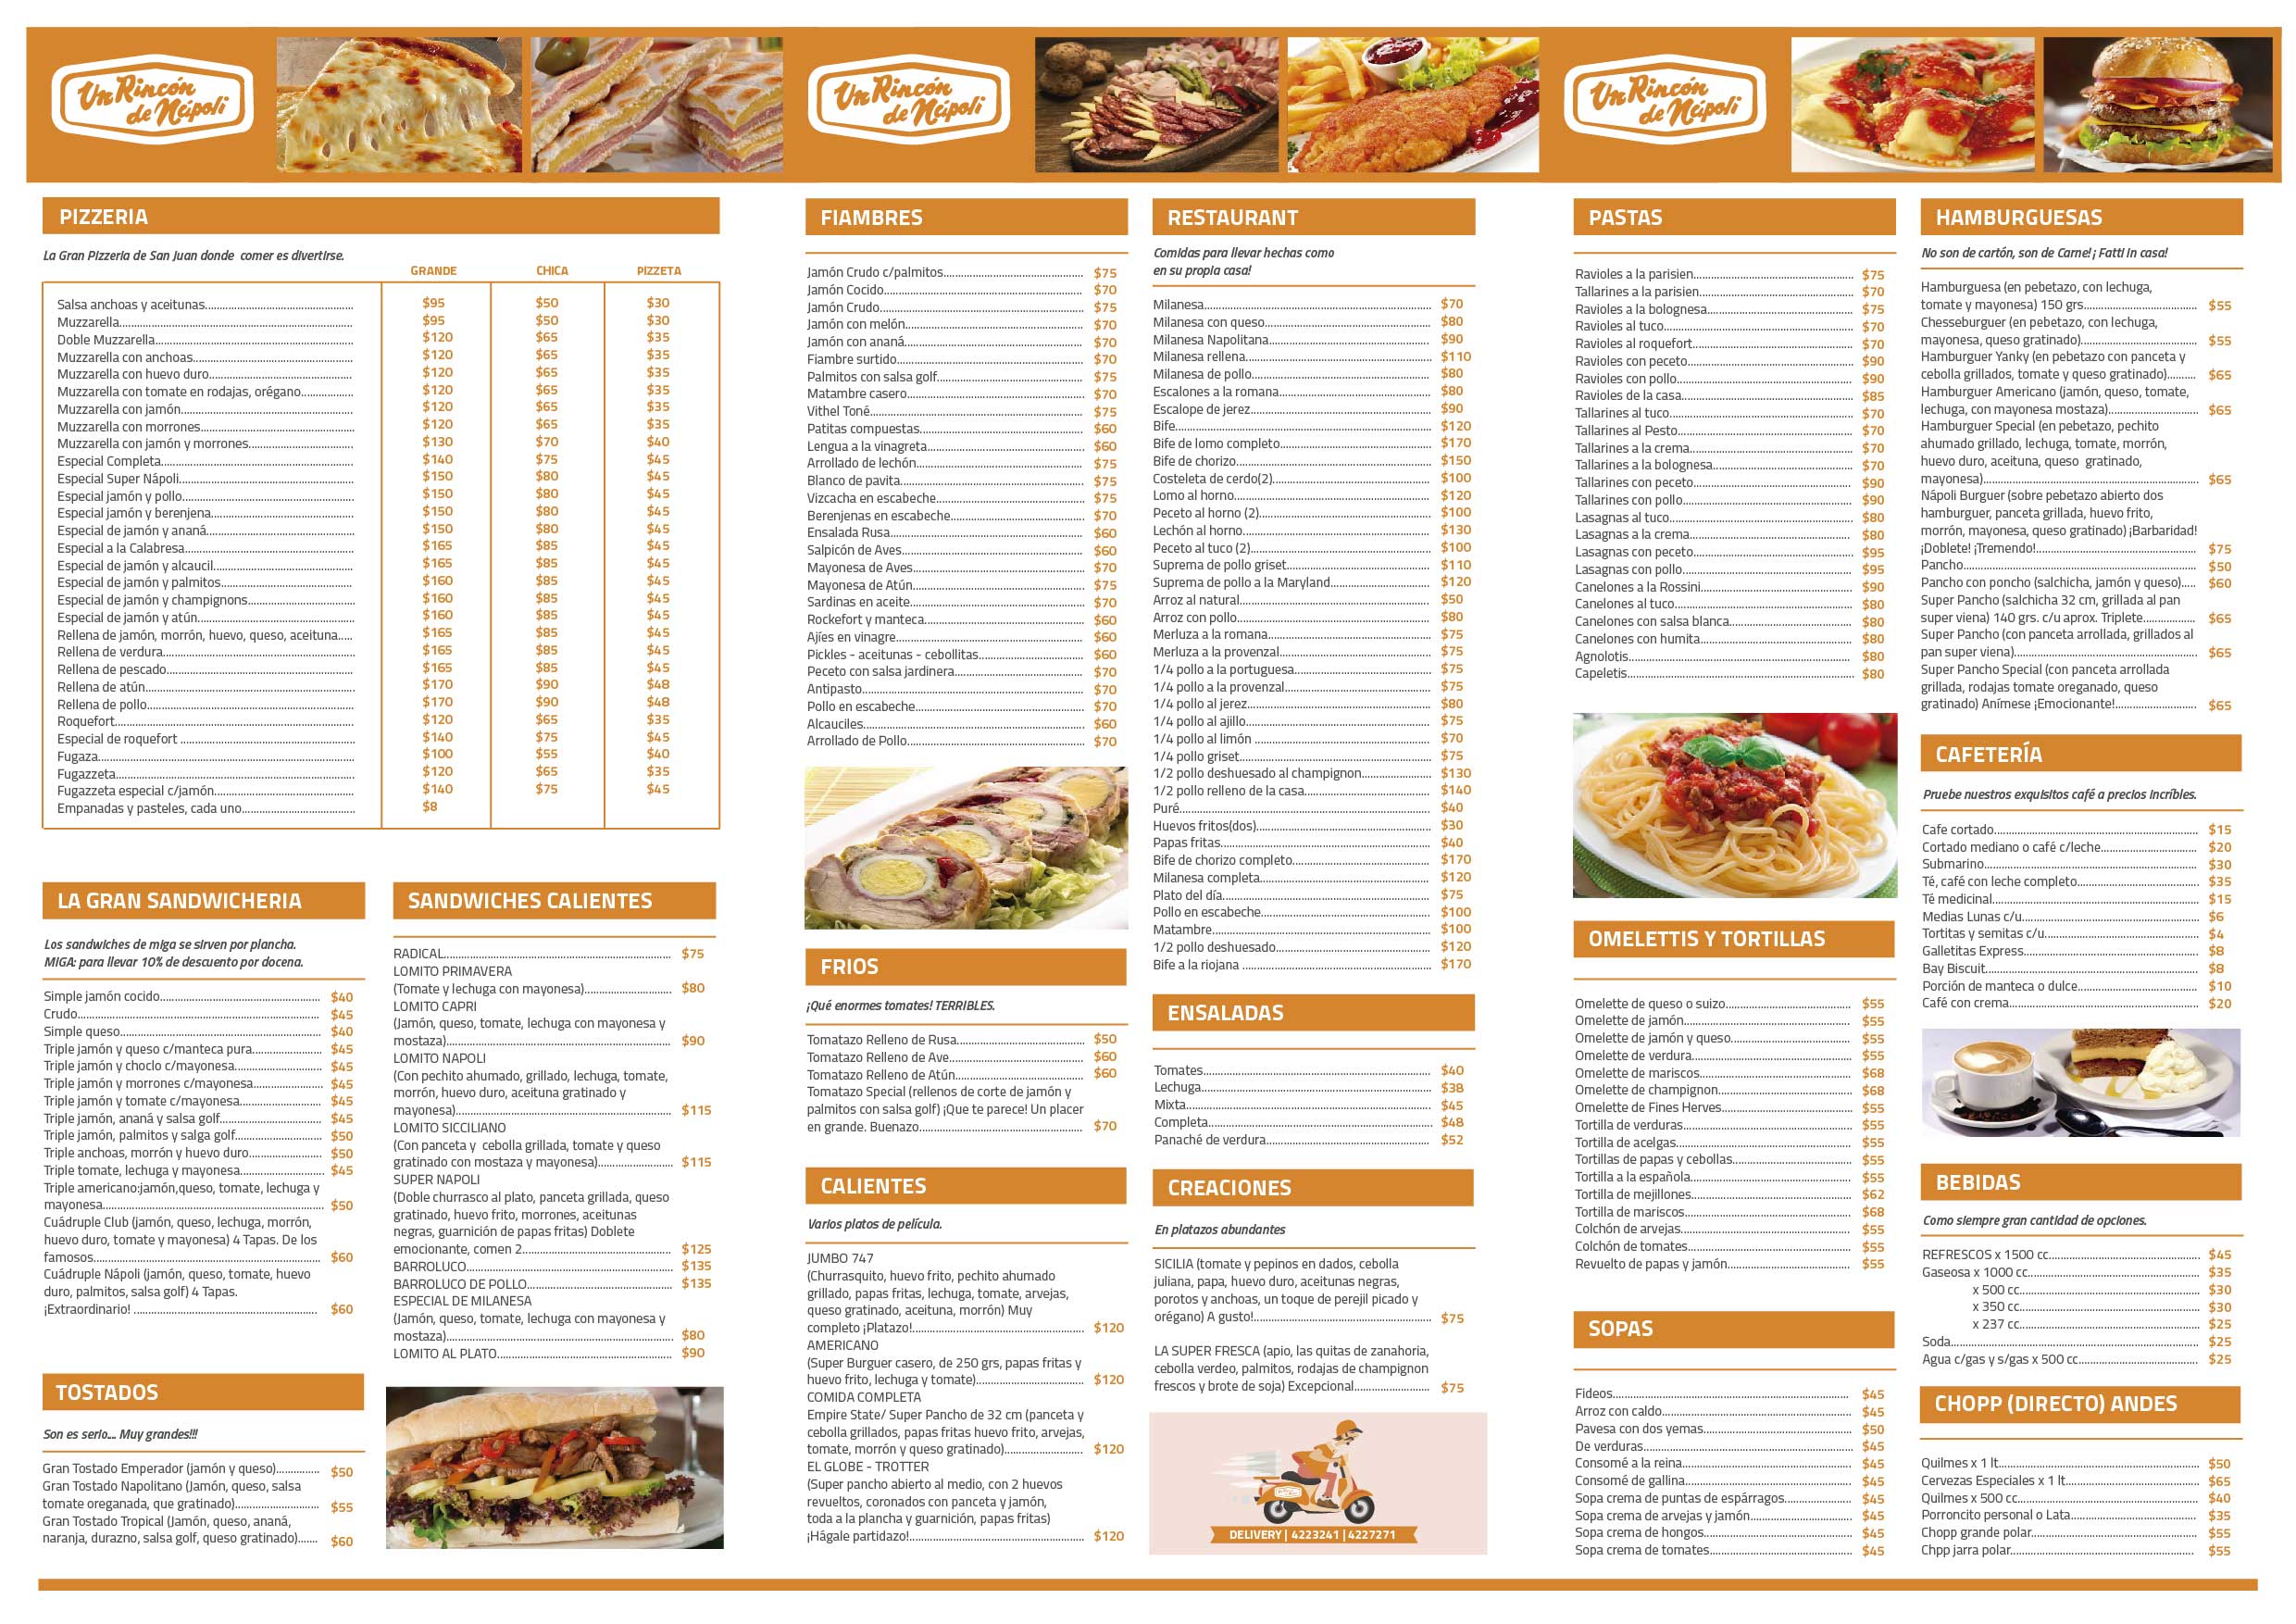 Un Rincón
de Nápoli
Un Rincón
de Nápoli
Un Rincón
de Nápoli
PIZZERIA
La Gran Pizzeria de San Juan donde comer es divertirse.
GRANDE CHICA PIZZETA
Salsa anchoas y aceitunas $95 $50 $30
Muzzarella $95 $50 $30
Doble Muzzarella $120 $65 $35
Muzzarella con anchoas $120 $65 $35
Muzzarella con huevo duro $120 $65 $35
Muzzarella con tomate en rodajas, orégano $120 $65 $35
Muzzarella con jamón $120 $65 $35
Muzzarella con morrones $120 $65 $35
Muzzarella con jamón y morrones $130 $70 $40
Especial Completa $140 $75 $45
Especial Super Nápoli $150 $80 $45
Especial jamón y pollo $150 $80 $45
Especial jamón y berenjena $150 $80 $45
Especial de jamón y ananá $150 $80 $45
Especial a la Calabresa $165 $85 $45
Especial de jamón y alcaucil $165 $85 $45
Especial de jamón y palmitos $160 $85 $45
Especial de jamón y champignons $160 $85 $45
Especial de jamón y atún $160 $85 $45
Rellena de jamón, morrón, huevo, queso, aceituna $165 $85 $45
Rellena de verdura $165 $85 $45
Rellena de pescado $165 $85 $45
Rellena de atún $170 $90 $48
Rellena de pollo $170 $90 $48
Roquefort $120 $65 $35
Especial de roquefort $140 $75 $45
Fugaza $100 $55 $40
Fugazzeta $120 $65 $35
Fugazzeta especial c/jamón $140 $75 $45
Empanadas y pasteles, cada uno $8
LA GRAN SANDWICHERIA
Los sandwiches de miga se sirven por plancha.
MIGA: para llevar 10% de descuento por docena.
Simple jamón cocido $40
Crudo $45
Simple queso $40
Triple jamón y queso c/manteca pura $45
Triple jamón y choclo c/mayonesa $45
Triple jamón y morrones c/mayonesa $45
Triple jamón y tomate c/mayonesa $45
Triple jamón, ananá y salsa golf $45
Triple jamón, palmitos y salga golf $50
Triple anchoas, morrón y huevo duro $50
Triple tomate, lechuga y mayonesa $45
Triple americano:jamón,queso, tomate, lechuga y
mayonesa $50
Cuádruple Club (jamón, queso, lechuga, morrón,
huevo duro, tomate y mayonesa) 4 Tapas. De los
famosos $60
Cuádruple Nápoli (jamón, queso, tomate, huevo
duro, palmitos, salsa golf) 4 Tapas.
¡Extraordinario! $60
TOSTADOS
Son es serio... Muy grandes!!!
Gran Tostado Emperador (jamón y queso) $50
Gran Tostado Napolitano (Jamón, queso, salsa
tomate oreganada, que gratinado) $55
Gran Tostado Tropical (Jamón, queso, ananá,
naranja, durazno, salsa golf, queso gratinado) $60
SANDWICHES CALIENTES
RADICAL $75
LOMITO PRIMAVERA
(Tomate y lechuga con mayonesa) $80
LOMITO CAPRI
(Jamón, queso, tomate, lechuga con mayonesa y
mostaza) $90
LOMITO NAPOLI
(Con pechito ahumado, grillado, lechuga, tomate,
morrón, huevo duro, aceituna gratinado y
mayonesa) $115
LOMITO SICCILIANO
(Con panceta y cebolla grillada, tomate y queso
gratinado con mostaza y mayonesa) $115
SUPER NAPOLI
(Doble churrasco al plato, panceta grillada, queso
gratinado, huevo frito, morrones, aceitunas
negras, guarnición de papas fritas) Doblete
emocionante, comen 2 $125
BARROLUCO $135
BARROLUCO DE POLLO $135
ESPECIAL DE MILANESA
(Jamón, queso, tomate, lechuga con mayonesa y
mostaza) $80
LOMITO AL PLATO $90
FIAMBRES
Jamón Crudo c/palmitos $75
Jamón Cocido $70
Jamón Crudo $75
Jamón con melón $70
Jamón con ananá $70
Fiambre surtido $70
Palmitos con salsa golf $75
Matambre casero $70
Vithel Toné $75
Patitas compuestas $60
Lengua a la vinagreta $60
Arrollado de lechón $75
Blanco de pavita $75
Vizcacha en escabeche $75
Berenjenas en escabeche $70
Ensalada Rusa $60
Salpicón de Aves $60
Mayonesa de Aves $70
Mayonesa de Atún $75
Sardinas en aceite $70
Rockefort y manteca $60
Ajíes en vinagre $60
Pickles - aceitunas - cebollitas $60
Peceto con salsa jardinera $70
Antipasto $70
Pollo en escabeche $70
Alcauciles $60
Arrollado de Pollo $70
FRIOS
¡Qué enormes tomates! TERRIBLES.
Tomatazo Relleno de Rusa $50
Tomatazo Relleno de Ave $60
Tomatazo Relleno de Atún $60
Tomatazo Special (rellenos de corte de jamón y
palmitos con salsa golf) ¡Que te parece! Un placer
en grande. Buenazo $70
CALIENTES
Varios platos de película.
JUMBO 747
(Churrasquito, huevo frito, pechito ahumado
grillado, papas fritas, lechuga, tomate, arvejas,
queso gratinado, aceituna, morrón) Muy
completo ¡Platazo! $120
AMERICANO
(Super Burguer casero, de 250 grs, papas fritas y
huevo frito, lechuga y tomate) $120
COMIDA COMPLETA
Empire State/ Super Pancho de 32 cm (panceta y
cebolla grillados, papas fritas huevo frito, arvejas,
tomate, morrón y queso gratinado) $120
EL GLOBE - TROTTER
(Super pancho abierto al medio, con 2 huevos
revueltos, coronados con panceta y jamón,
toda a la plancha y guarnición, papas fritas)
¡Hágale partidazo! $120
RESTAURANT
Comidas para llevar hechas como
en su propia casa!
Milanesa $70
Milanesa con queso $80
Milanesa Napolitana $90
Milanesa rellena $110
Milanesa de pollo $80
Escalones a la romana $80
Escalope de jerez $90
Bife $120
Bife de lomo completo $170
Bife de chorizo $150
Costeleta de cerdo(2) $100
Lomo al horno $120
Peceto al horno (2) $100
Lechón al horno $130
Peceto al tuco (2) $100
Suprema de pollo griset $110
Suprema de pollo a la Maryland $120
Arroz al natural $50
Arroz con pollo $80
Merluza a la romana $75
Merluza a la provenzal $75
1/4 pollo a la portuguesa $75
1/4 pollo a la provenzal $75
1/4 pollo al jerez $80
1/4 pollo al ajillo $75
1/4 pollo al limón $70
1/4 pollo griset $75
1/2 pollo deshuesado al champignon $130
1/2 pollo relleno de la casa $140
Puré $40
Huevos fritos(dos) $30
Papas fritas $40
Bife de chorizo completo $170
Milanesa completa $120
Plato del día $75
Pollo en escabeche $100
Matambre $100
1/2 pollo deshuesado $120
Bife a la riojana $170
ENSALADAS
Tomates $40
Lechuga $38
Mixta $45
Completa $48
Panaché de verdura $52
CREACIONES
En platazos abundantes
SICILIA (tomate y pepinos en dados, cebolla
juliana, papa, huevo duro, aceitunas negras,
porotos y anchoas, un toque de perejil picado y
orégano) A gusto! $75
LA SUPER FRESCA (apio, las quitas de zanahoria,
cebolla verdeo, palmitos, rodajas de champignon
frescos y brote de soja) Excepcional $75
DELIVERY | 4223241 | 4227271
PASTAS
Ravioles a la parisien $75
Tallarines a la parisien $70
Ravioles a la bolognesa $75
Ravioles al tuco $70
Ravioles al roquefort $70
Ravioles con peceto $90
Ravioles con pollo $90
Ravioles de la casa $85
Tallarines al tuco $70
Tallarines al Pesto $70
Tallarines a la crema $70
Tallarines a la bolognesa $70
Tallarines con peceto $90
Tallarines con pollo $90
Lasagnas al tuco $80
Lasagnas a la crema $80
Lasagnas con peceto $95
Lasagnas con pollo $95
Canelones a la Rossini $90
Canelones al tuco $80
Canelones con salsa blanca $80
Canelones con humita $80
Agnolotis $80
Capeletis $80
OMELETTIS Y TORTILLAS
Omelette de queso o suizo $55
Omelette de jamón $55
Omelette de jamón y queso $55
Omelette de verdura $55
Omelette de mariscos $68
Omelette de champignon $68
Omelette de Fines Herves $55
Tortilla de verduras $55
Tortilla de acelgas $55
Tortillas de papas y cebollas $55
Tortilla a la española $55
Tortilla de mejillones $62
Tortilla de mariscos $68
Colchón de arvejas $55
Colchón de tomates $55
Revuelto de papas y jamón $55
SOPAS
Fideos $45
Arroz con caldo $45
Pavesa con dos yemas $50
De verduras $45
Consomé a la reina $45
Consomé de gallina $45
Sopa crema de puntas de espárragos $45
Sopa crema de arvejas y jamón $45
Sopa crema de hongos $45
Sopa crema de tomates $45
HAMBURGUESAS
No son de cartón, son de Carne! ¡ Fatti in casa!
Hamburguesa (en pebetazo, con lechuga,
tomate y mayonesa) 150 grs $55
Chesseburguer (en pebetazo, con lechuga,
mayonesa, queso gratinado) $55
Hamburguer Yanky (en pebetazo con panceta y
cebolla grillados, tomate y queso gratinado) $65
Hamburguer Americano (jamón, queso, tomate,
lechuga, con mayonesa mostaza) $65
Hamburguer Special (en pebetazo, pechito
ahumado grillado, lechuga, tomate, morrón,
huevo duro, aceituna, queso gratinado,
mayonesa) $65
Nápoli Burguer (sobre pebetazo abierto dos
hamburguer, panceta grillada, huevo frito,
morrón, mayonesa, queso gratinado) ¡Barbaridad!
¡Doblete! ¡Tremendo! $75
Pancho $50
Pancho con poncho (salchicha, jamón y queso) $60
Super Pancho (salchicha 32 cm, grillada al pan
super viena) 140 grs. c/u aprox. Triplete $65
Super Pancho (con panceta arrollada, grillados al
pan super viena) $65
Super Pancho Special (con panceta arrollada
grillada, rodajas tomate oreganado, queso
gratinado) Anímese ¡Emocionante! $65
CAFETERÍA
Pruebe nuestros exquisitos café a precios incríbles.
Cafe cortado $15
Cortado mediano o café c/leche $20
Submarino $30
Té, café con leche completo $35
Té medicinal $15
Medias Lunas c/u $6
Tortitas y semitas c/u $4
Galletitas Express $8
Bay Biscuit $8
Porción de manteca o dulce $10
Café con crema $20
BEBIDAS
Como siempre gran cantidad de opciones.
REFRESCOS x 1500 cc $45
Gaseosa x 1000 cc $35
x 500 cc $30
x 350 cc $30
x 237 cc $25
Soda $25
Agua c/gas y s/gas x 500 cc $25
CHOPP (DIRECTO) ANDES
Quilmes x 1 lt $50
Cervezas Especiales x 1 lt $65
Quilmes x 500 cc $40
Porroncito personal o Lata $35
Chopp grande polar $55
Chpp jarra polar $55